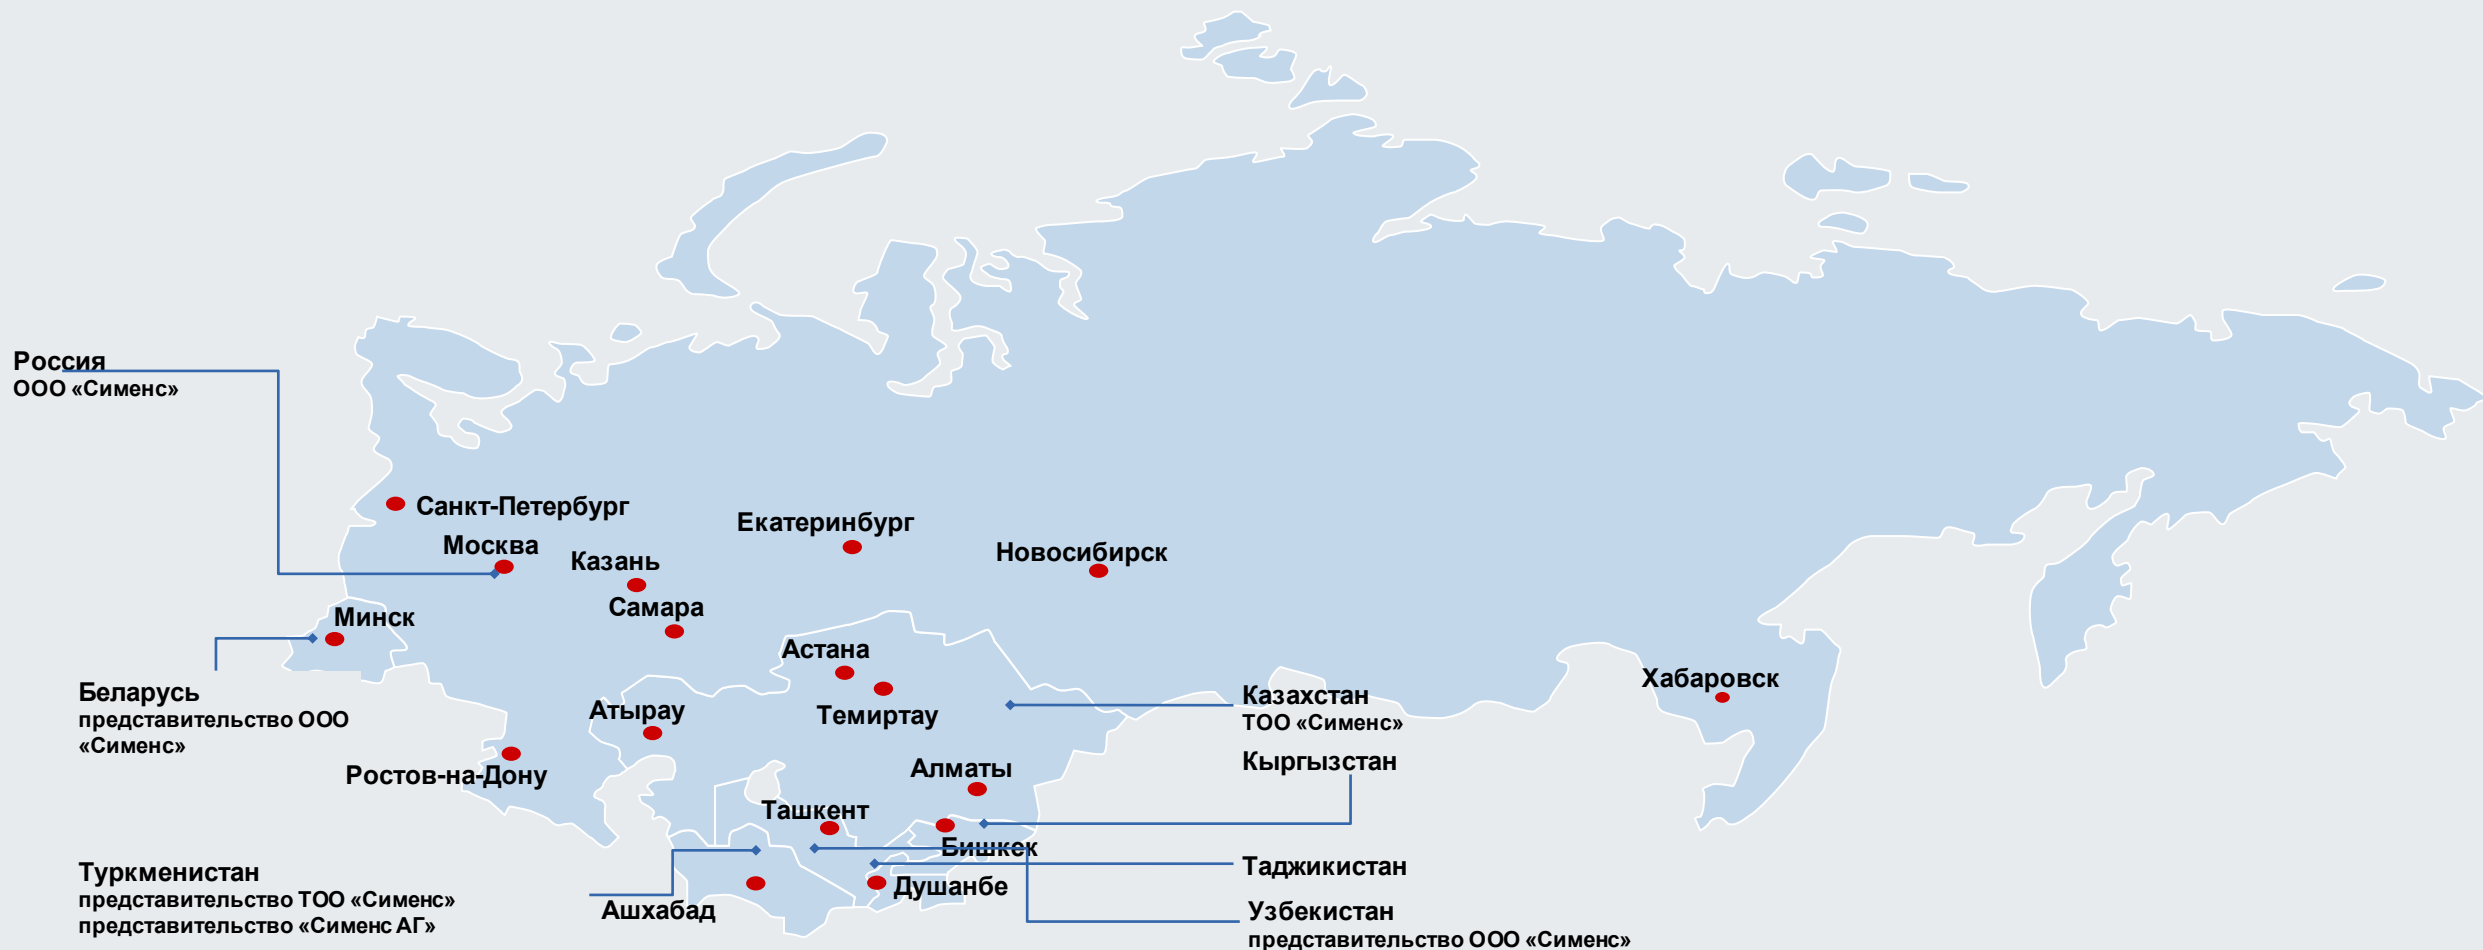 Россия
ООО «Сименс»
Санкт-Петербург
Москва
Казань
Самара
Екатеринбург
Новосибирск
Минск
Астана
Темиртау
Атырау
Хабаровск
Беларусь
представительство ООО
«Сименс»
Казахстан
ТОО «Сименс»
Кыргызстан
Ростов-на-Дону
Алматы
Ташкент
Бишкек
Туркменистан
представительство ТОО «Сименс»
представительство «Сименс АГ»
Ашхабад
Душанбе
Таджикистан
Узбекистан
представительство ООО «Сименс»